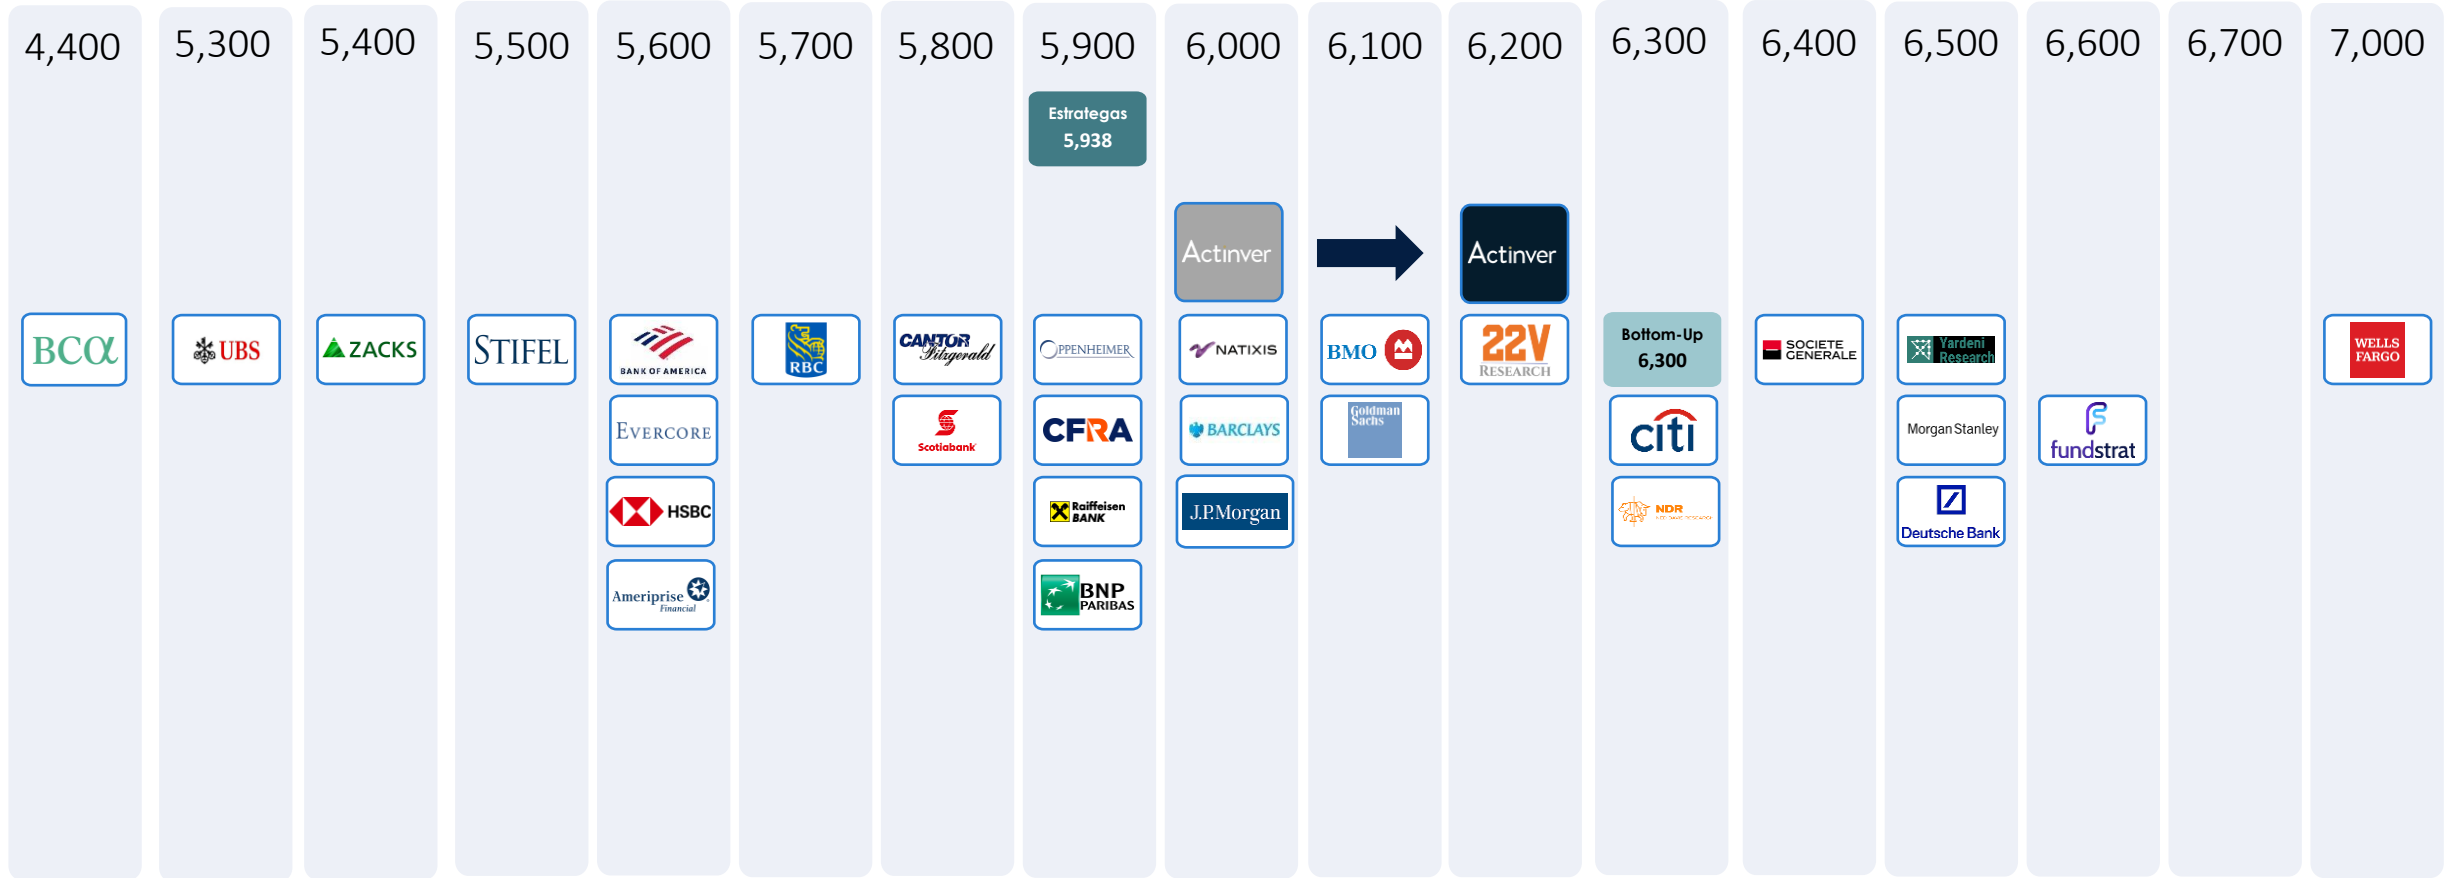 4,400
5,300
5,400
5,500
5,600
5,700
5,800
5,900
6,000
6,100
6,200
6,300
6,400
6,500
6,600
6,700
7,000
Estrategas
5,938
Actinver
Actinver
BCα
UBS
ZACKS
STIFEL
BANK OF AMERICA
RBC
CANTOR
Fitzgerald
OPPENHEIMER
NATIXIS
BMO
22V
RESEARCH
Bottom-Up
6,300
SOCIETE
GENERALE
Yardeni
Research
WELLS
FARGO
EVERCORE
Scotiabank
CFRA
BARCLAYS
Goldman
Sachs
citi
Morgan Stanley
fundstrat
HSBC
Raiffeisen
BANK
J.P.Morgan
NDR
Deutsche Bank
Ameriprise
Financial
BNP
PARIBAS